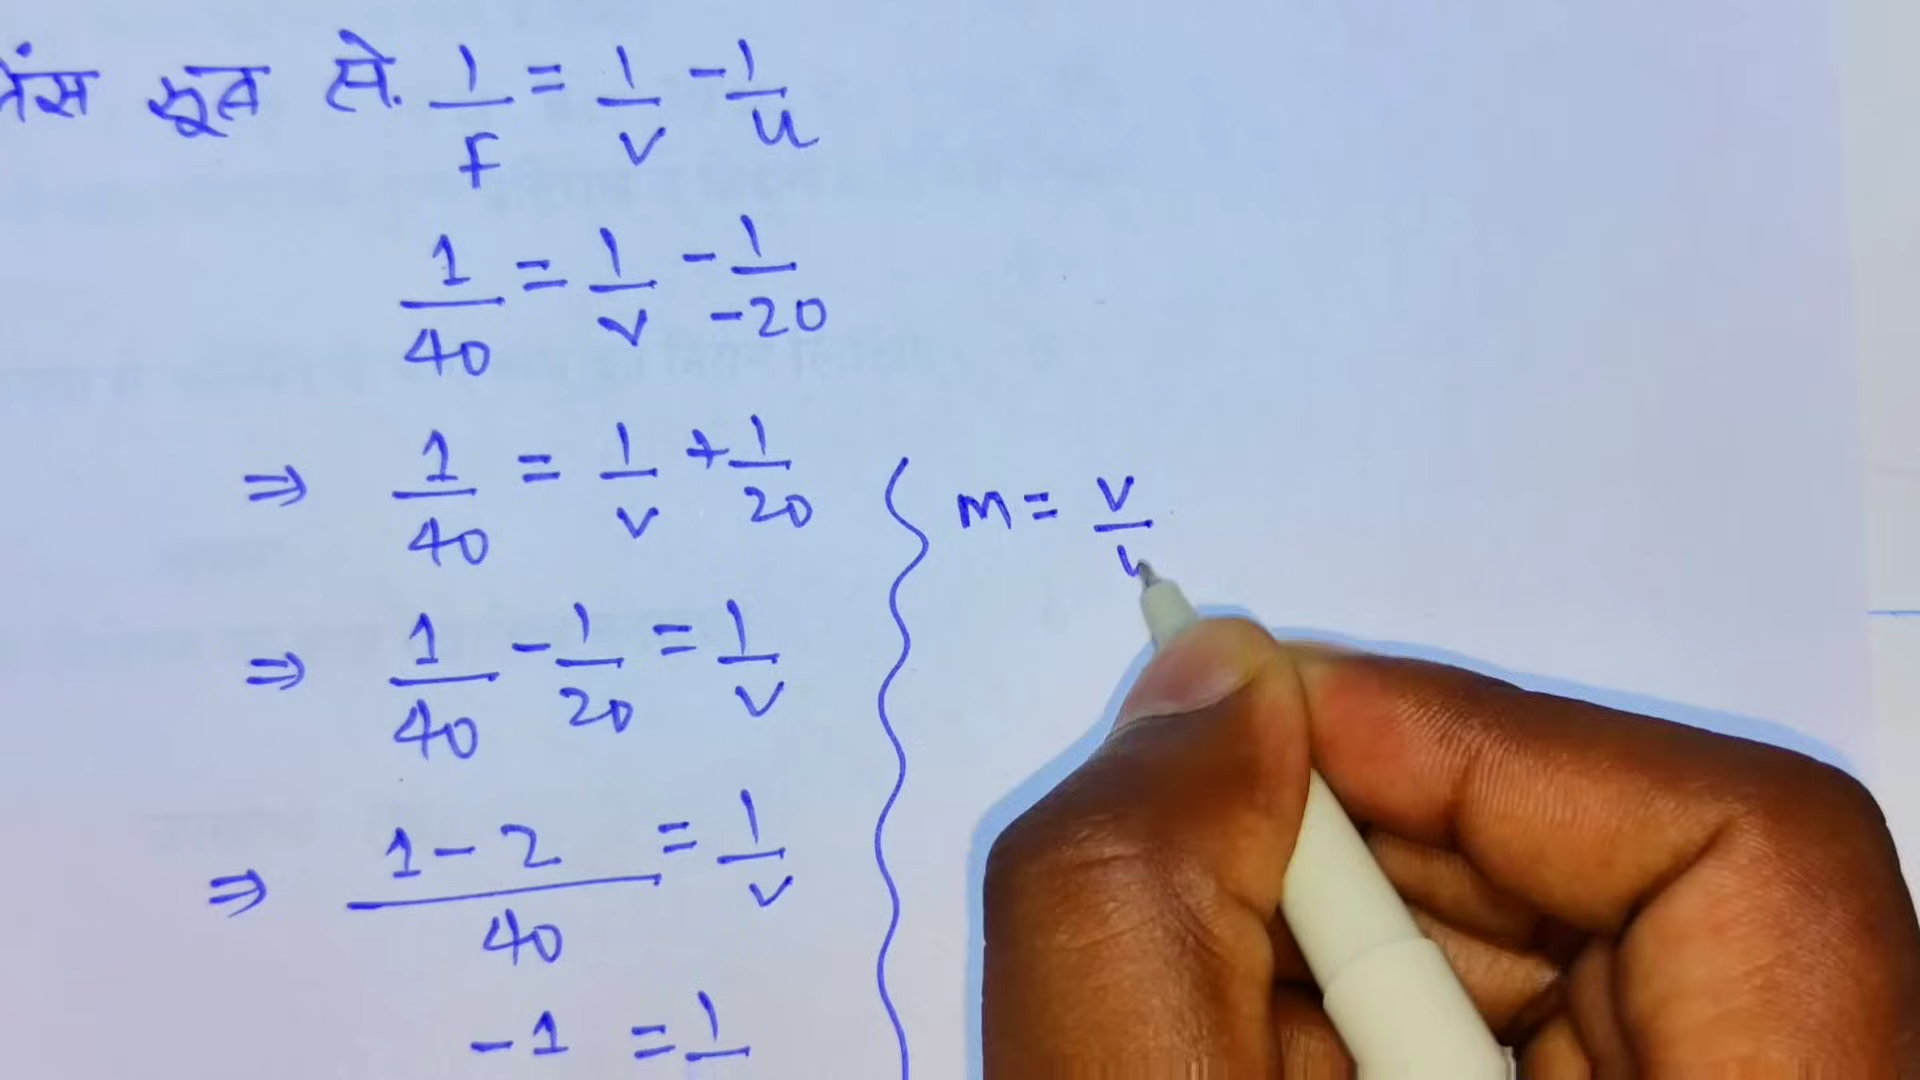 लेंस सूत्र से. 1/F = 1/v - 1/u
1/40 = 1/v - 1/-20
⇒ 1/40 = 1/v + 1/20
⇒ 1/40 - 1/20 = 1/v
⇒ 1-2/40 = 1/v
-1 = 1
m = v/u